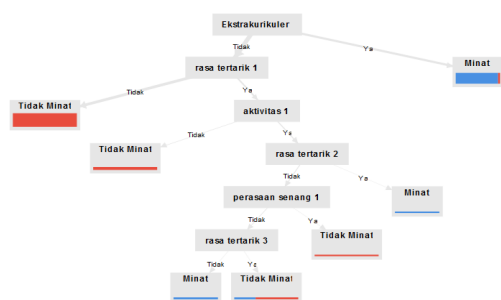 Ekstrakurikuler
Tidak
Ya
rasa tertarik 1
Minat
Tidak
Ya
Tidak Minat
aktivitas 1
Tidak
Ya
Tidak Minat
rasa tertarik 2
Tidak
Ya
perasaan senang 1
Minat
Tidak
Ya
rasa tertarik 3
Tidak Minat
Tidak
Ya
Minat
Tidak Minat